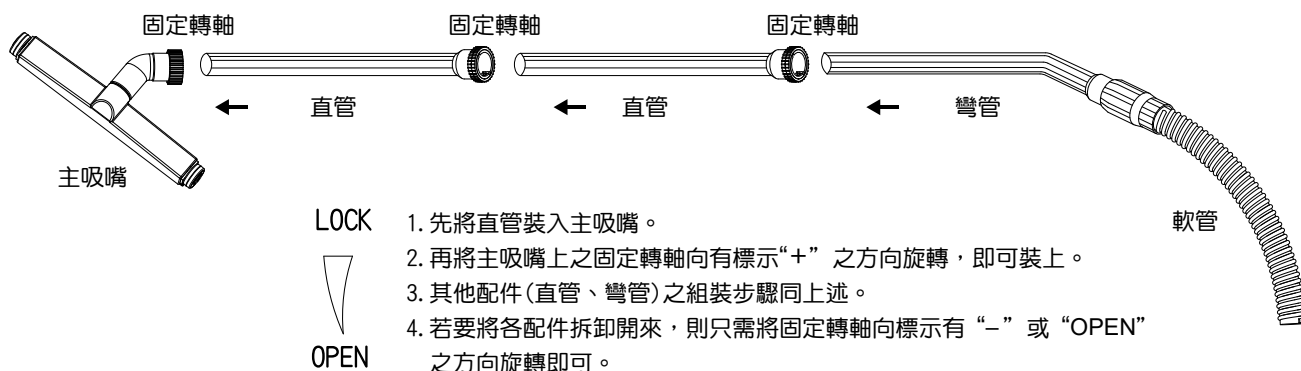 固定轉軸 固定轉軸 固定轉軸
直管 直管 彎管
主吸嘴
軟管
LOCK
OPEN
1. 先將直管裝入主吸嘴。
2. 再將主吸嘴上之固定轉軸向有標示“+” 之方向旋轉，即可裝上。
3. 其他配件(直管、彎管)之組裝步驟同上述。
4. 若要將各配件拆卸開來，則只需將固定轉軸向標示有 “–” 或 “OPEN”
之方向旋轉即可。